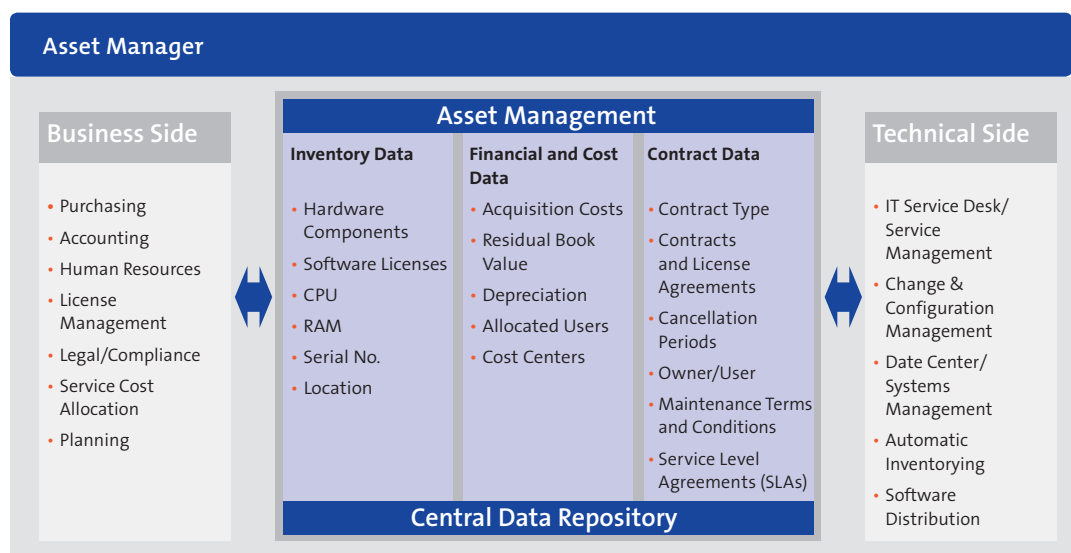 Asset Manager
Business Side
• Purchasing
• Accounting
• Human Resources
• License
Management
• Legal/Compliance
• Service Cost
Allocation
• Planning
Asset Management
Inventory Data
• Hardware
Components
• Software Licenses
• CPU
• RAM
• Serial No.
• Location
Financial and Cost
Data
• Acquisition Costs
• Residual Book
Value
• Depreciation
• Allocated Users
• Cost Centers
Contract Data
• Contract Type
• Contracts
and License
Agreements
• Cancellation
Periods
• Owner/User
• Maintenance Terms
and Conditions
• Service Level
Agreements (SLAs)
Central Data Repository
Technical Side
• IT Service Desk/
Service
Management
• Change &
Configuration
Management
• Date Center/
Systems
Management
• Automatic
Inventorying
• Software
Distribution